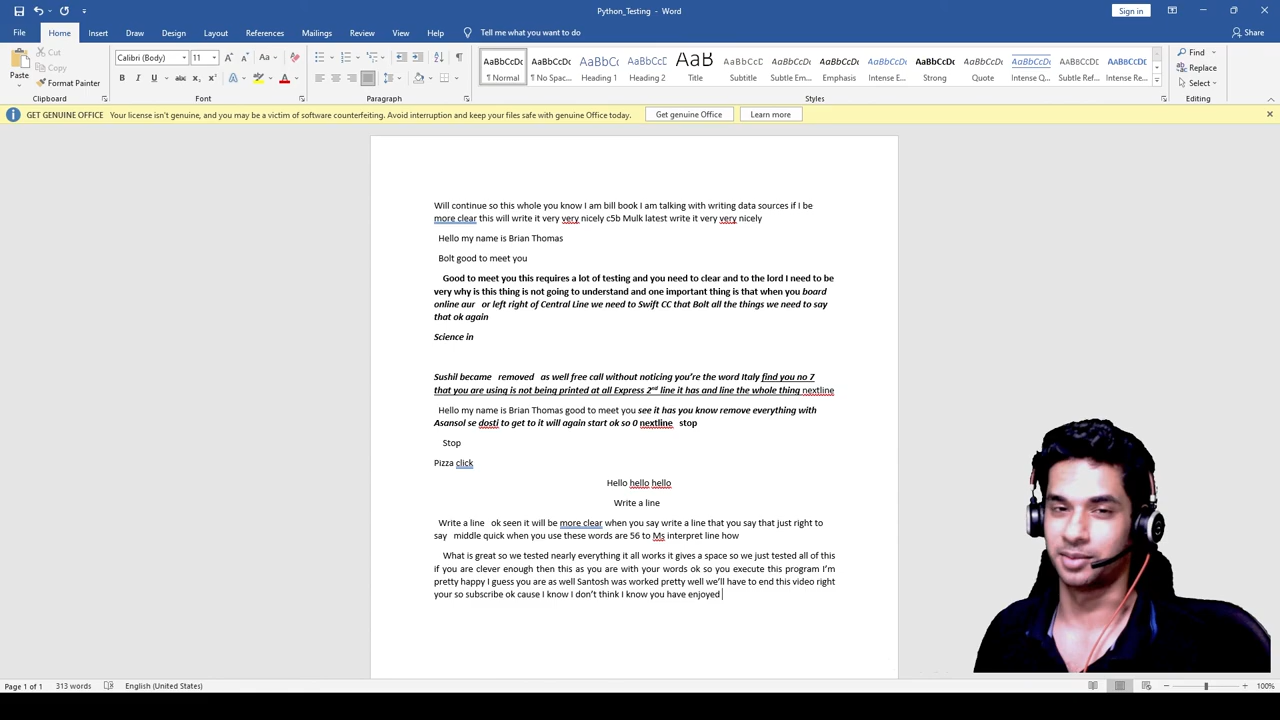 Python_Testing - Word
Sign in
File Home Insert Draw Design Layout References Mailings Review View Help Tell me what you want to do Share
Paste
Cut
Copy
Format Painter
Clipboard
Calibri (Body) 11
Font
Paragraph
AaBbCcDc AaBbCcDc AaBbCc AaBbCcD AaB AaBbCcD AaBbCcDc AaBbCcDc AaBbCcDc AaBbCcDc AaBbCcDc AaBbCcDc AaBbCcDc AaBbCcDc
¶ Normal ¶ No Spac... Heading 1 Heading 2 Title Subtitle Subtle Em... Emphasis Intense E... Strong Quote Intense Q... Subtle Ref... Intense Re...
Styles
Find
Replace
Select
Editing
GET GENUINE OFFICE Your license isn't genuine, and you may be a victim of software counterfeiting. Avoid interruption and keep your files safe with genuine Office today. Get genuine Office Learn more
Will continue so this whole you know I am bill book I am talking with writing data sources if I be
more clear this will write it very very nicely c5b Mulk latest write it very very nicely
Hello my name is Brian Thomas
Bolt good to meet you
Good to meet you this requires a lot of testing and you need to clear and to the lord I need to be
very why is this thing is not going to understand and one important thing is that when you board
online aur or left right of Central Line we need to Swift CC that Bolt all the things we need to say
that ok again
Science in
Sushil became removed as well free call without noticing you're the word Italy find you no 7
that you are using is not being printed at all Express 2nd line it has and line the whole thing nextline
Hello my name is Brian Thomas good to meet you see it has you know remove everything with
Asansol se dosti to get to it will again start ok so 0 nextline stop
Stop
Pizza click
Hello hello hello
Write a line
Write a line ok seen it will be more clear when you say write a line that you say that just right to
say middle quick when you use these words are 56 to Ms interpret line how
What is great so we tested nearly everything it all works it gives a space so we just tested all of this
if you are clever enough then this as you are with your words ok so you execute this program I'm
pretty happy I guess you are as well Santosh was worked pretty well we'll have to end this video right
your so subscribe ok cause I know I don't think I know you have enjoyed
Page 1 of 1 313 words English (United States) 100%